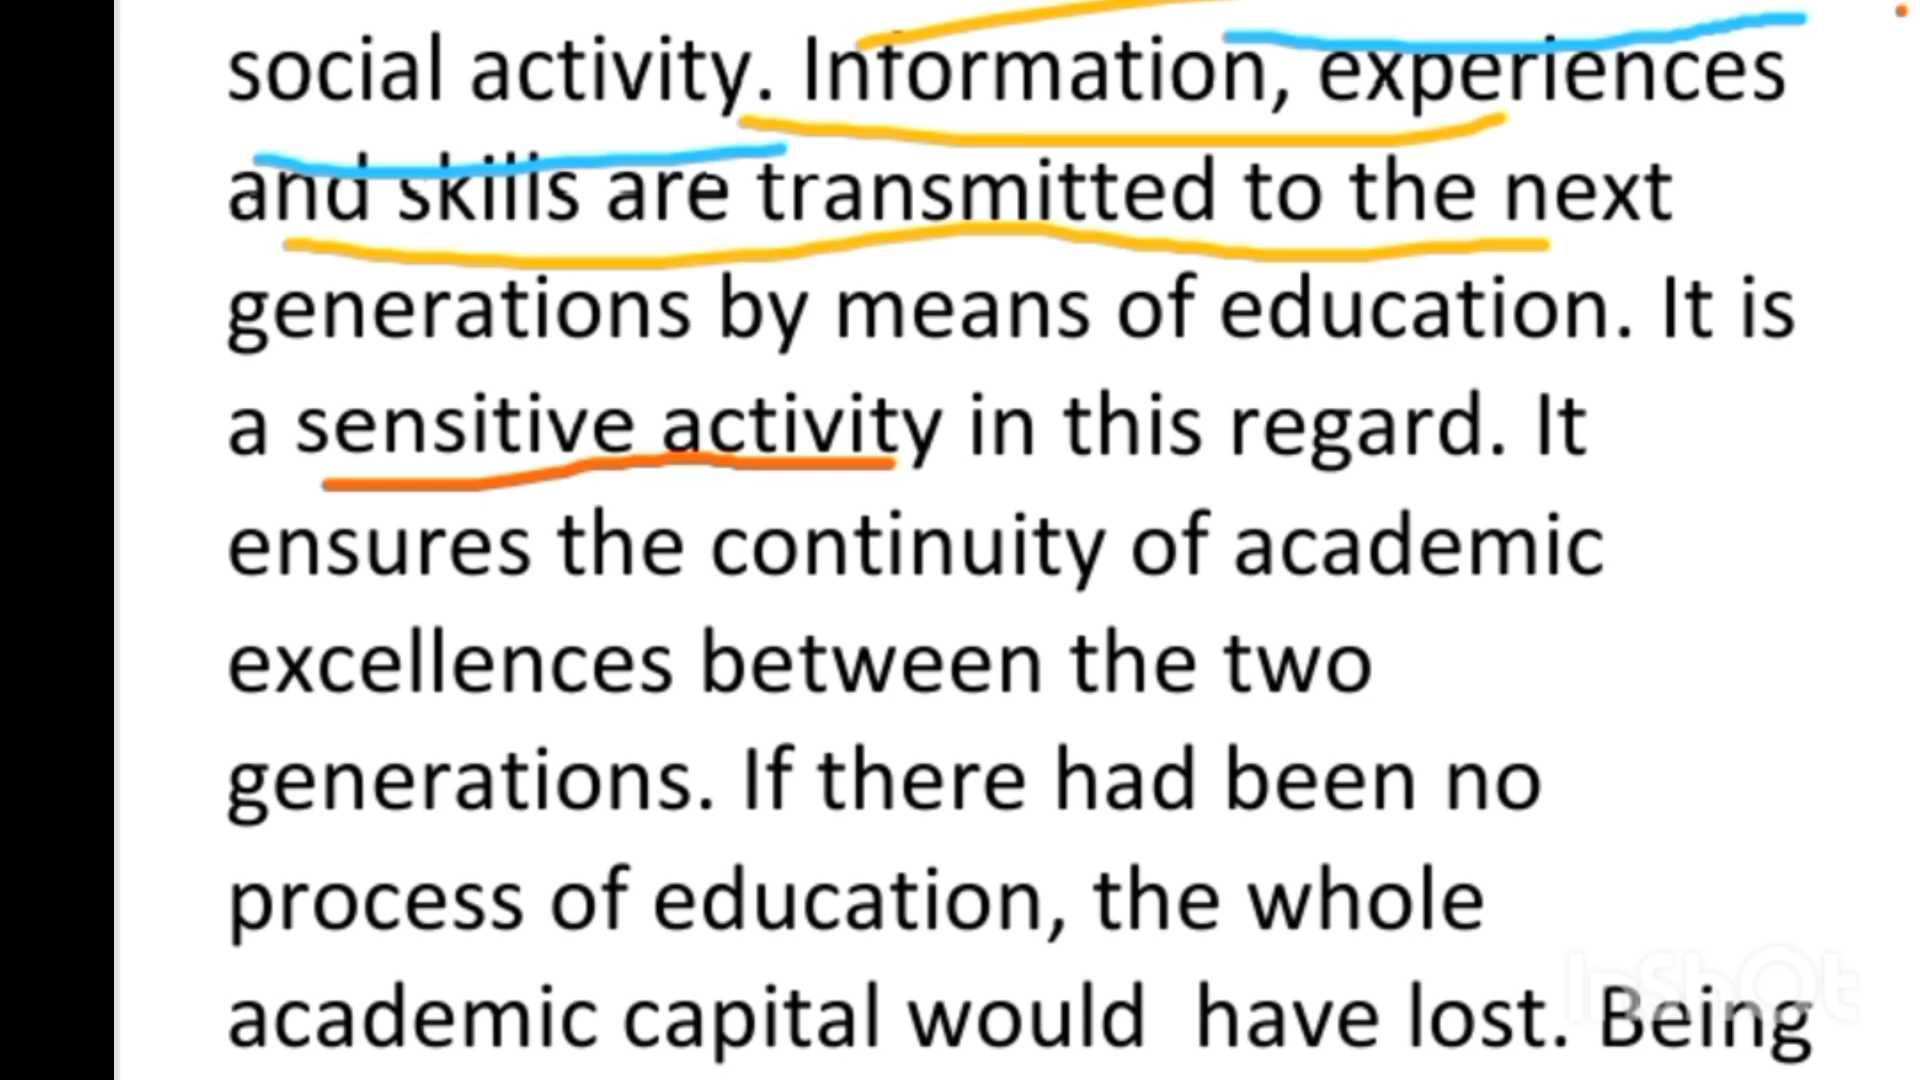 social activity. Information, experiences
and skills are transmitted to the next
generations by means of education. It is
a sensitive activity in this regard. It
ensures the continuity of academic
excellences between the two
generations. If there had been no
process of education, the whole
academic capital would have lost. Being
InShOt